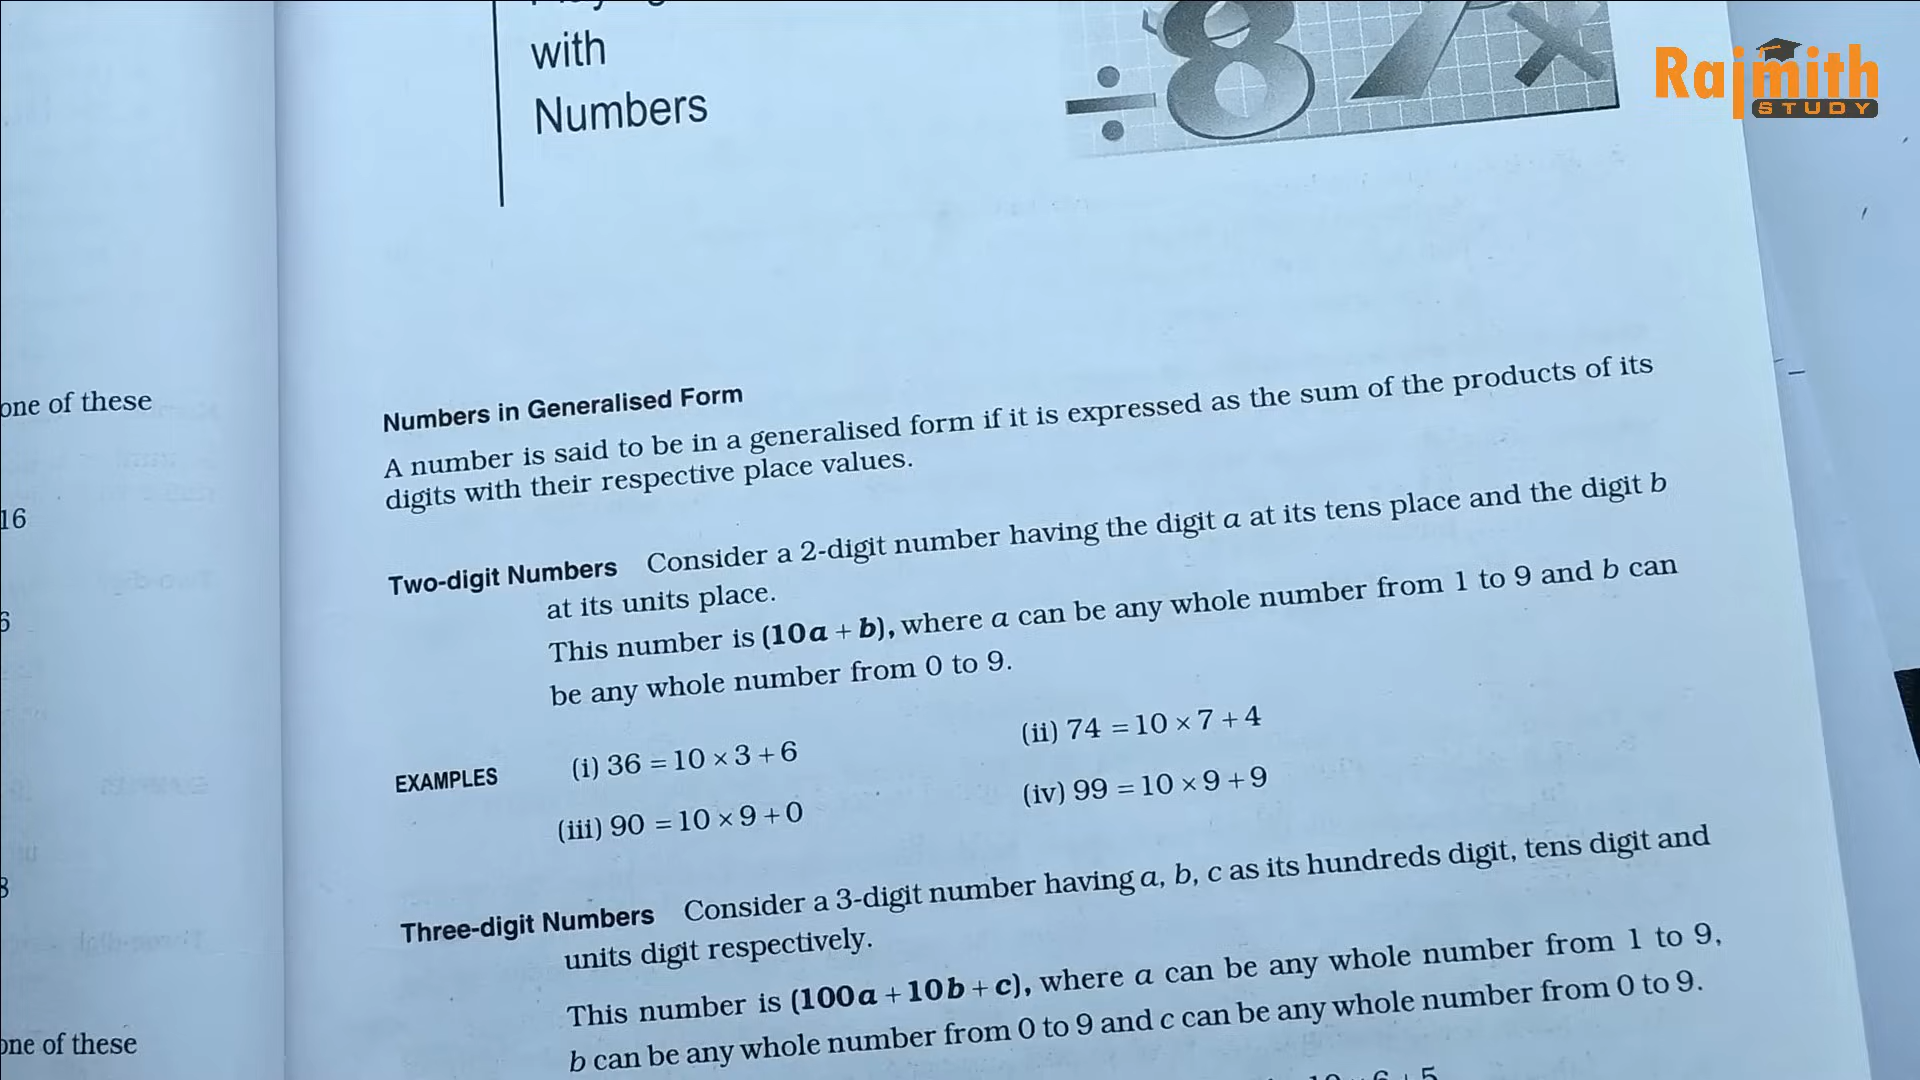 with
Numbers
÷87×
Rajmith
STUDY
one of these
16
6
8
one of these
Numbers in Generalised Form
A number is said to be in a generalised form if it is expressed as the sum of the products of its
digits with their respective place values.
Two-digit Numbers Consider a 2-digit number having the digit a at its tens place and the digit b
at its units place.
This number is (10a + b), where a can be any whole number from 1 to 9 and b can
be any whole number from 0 to 9.
EXAMPLES (i) 36 = 10 × 3 + 6 (ii) 74 = 10 × 7 + 4
(iii) 90 = 10 × 9 + 0 (iv) 99 = 10 × 9 + 9
Three-digit Numbers Consider a 3-digit number having a, b, c as its hundreds digit, tens digit and
units digit respectively.
This number is (100a + 10b + c), where a can be any whole number from 1 to 9,
b can be any whole number from 0 to 9 and c can be any whole number from 0 to 9.